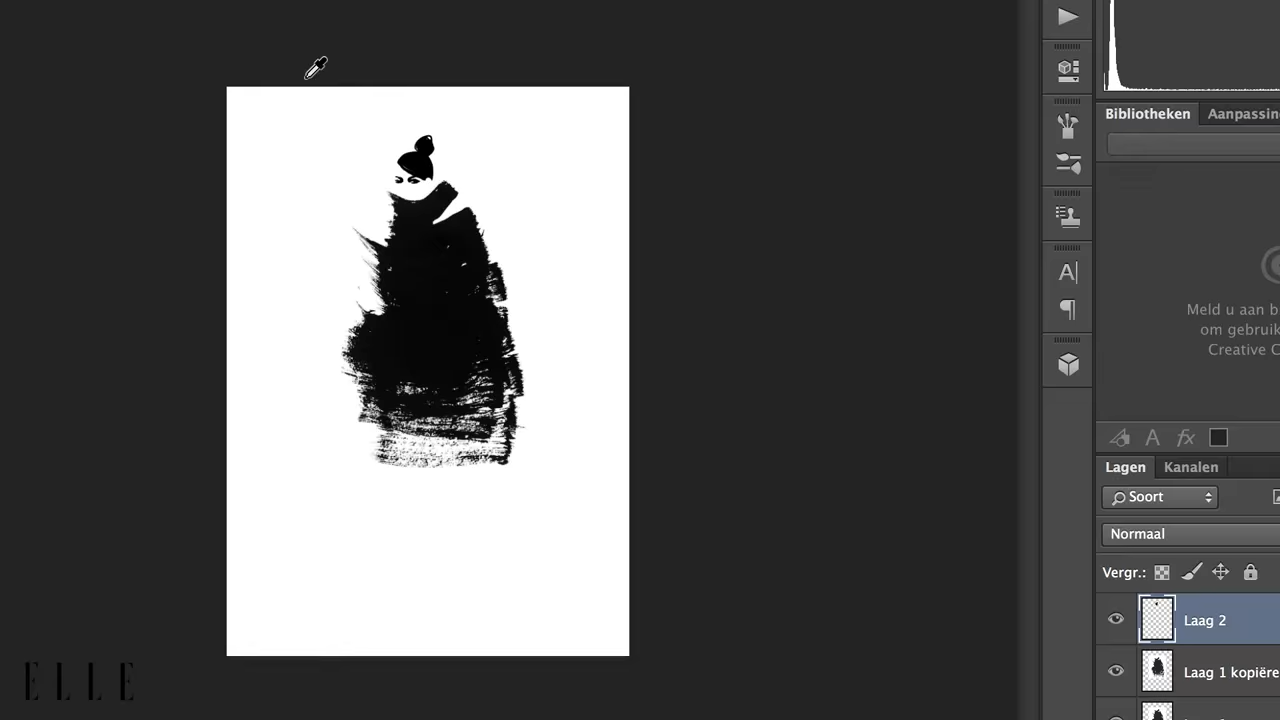 Bibliotheken Aanpassin
Meld u aan b
om gebruik
Creative C
Lagen Kanalen
Soort
Normaal
Vergr.:
Laag 2
Laag 1 kopiëre
ELLE